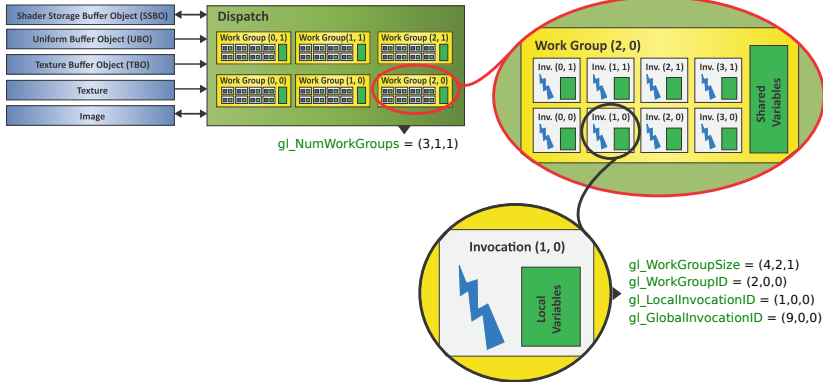 Shader Storage Buffer Object (SSBO)
Uniform Buffer Object (UBO)
Texture Buffer Object (TBO)
Texture
Image
Dispatch
Work Group (0, 1)
Work Group(1, 1)
Work Group (2, 1)
Work Group (0, 0)
Work Group (1, 0)
Work Group (2, 0)
gl_NumWorkGroups = (3,1,1)
Work Group (2, 0)
Inv. (0, 1)
Inv. (1, 1)
Inv. (2, 1)
Inv. (3, 1)
Inv. (0, 0)
Inv. (1, 0)
Inv. (2, 0)
Inv. (3, 0)
Shared
Variables
Invocation (1, 0)
Local
Variables
gl_WorkGroupSize = (4,2,1)
gl_WorkGroupID = (2,0,0)
gl_LocalInvocationID = (1,0,0)
gl_GlobalInvocationID = (9,0,0)